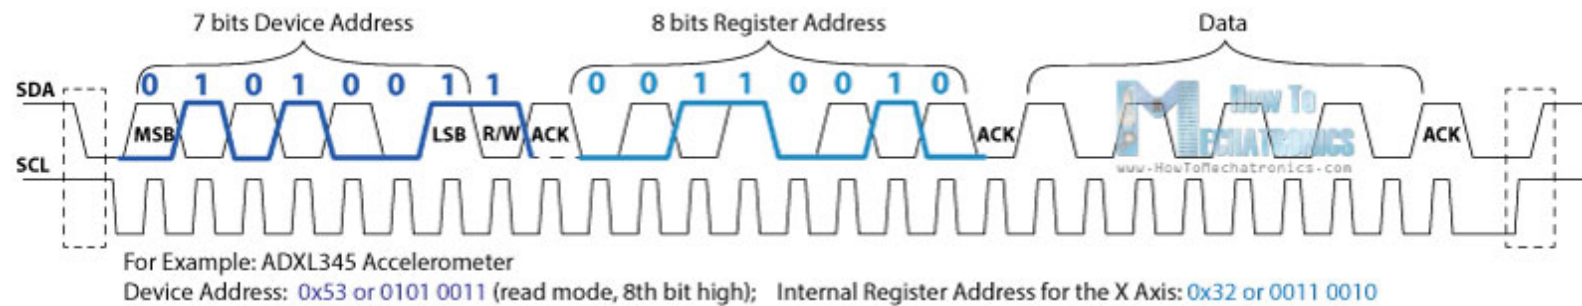 7 bits Device Address 8 bits Register Address Data
0 1 0 1 0 0 1 1 0 0 1 1 0 0 1 0
SDA
MSB LSB R/W ACK ACK ACK
How To
MECHATRONICS
www.HowToMechatronics.com
SCL
For Example: ADXL345 Accelerometer
Device Address: 0x53 or 0101 0011 (read mode, 8th bit high); Internal Register Address for the X Axis: 0x32 or 0011 0010